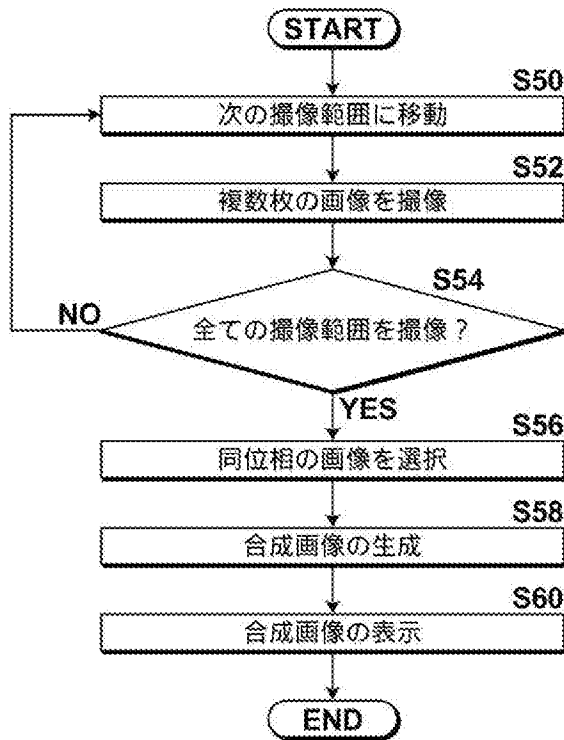 START
S50
次の撮像範囲に移動
S52
複数枚の画像を撮像
S54
全ての撮像範囲を撮像？
NO
YES
S56
同位相の画像を選択
S58
合成画像の生成
S60
合成画像の表示
END